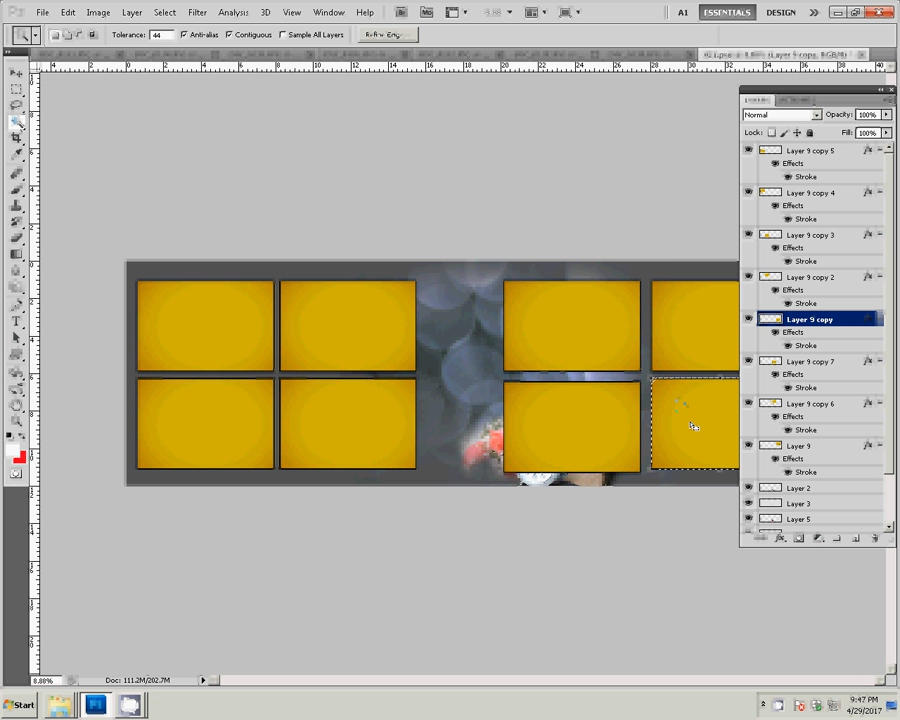 File Edit Image Layer Select Filter Analysis 3D View Window Help
A1 ESSENTIALS DESIGN
Tolerance: 44 Anti-alias Contiguous Sample All Layers Refine Edge...
Normal Opacity: 100%
Lock: Fill: 100%
Layer 9 copy 5
Effects
Stroke
Layer 9 copy 4
Effects
Stroke
Layer 9 copy 3
Effects
Stroke
Layer 9 copy 2
Effects
Stroke
Layer 9 copy
Effects
Stroke
Layer 9 copy 7
Effects
Stroke
Layer 9 copy 6
Effects
Stroke
Layer 9
Effects
Stroke
Layer 2
Layer 3
Layer 5
8.88% Doc: 111.2M/202.7M
Start
9:47 PM
4/29/2017